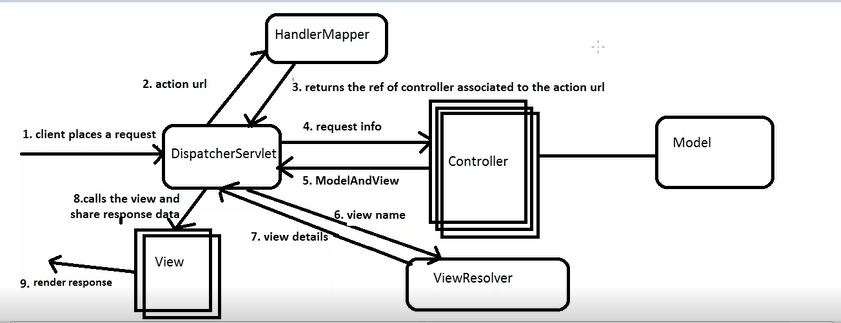 HandlerMapper
2. action url
3. returns the ref of controller associated to the action url
1. client places a request
4. request info
DispatcherServlet
Controller
Model
5. ModelAndView
8.calls the view and
share response data
6. view name
7. view details
View
ViewResolver
9. render response